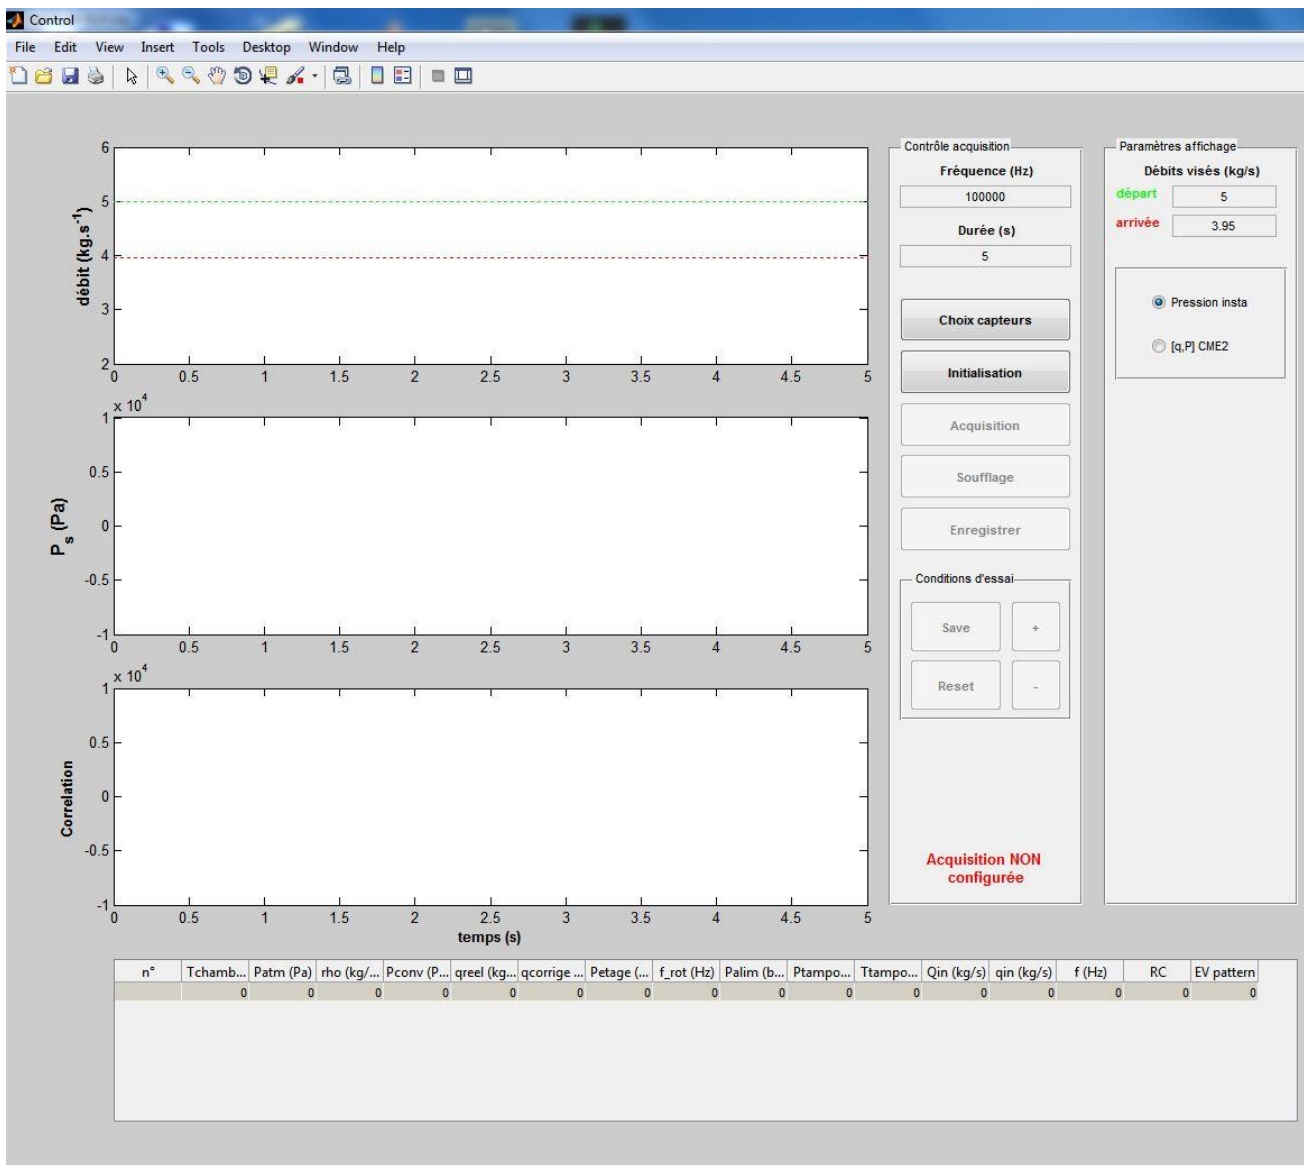 Control
File Edit View Insert Tools Desktop Window Help
6
5
4
3
2
débit (kg.s⁻¹)
0 0.5 1 1.5 2 2.5 3 3.5 4 4.5 5
x 10⁴
1
0.5
0
-0.5
-1
Pₛ (Pa)
0 0.5 1 1.5 2 2.5 3 3.5 4 4.5 5
x 10⁴
1
0.5
0
-0.5
-1
Correlation
0 0.5 1 1.5 2 2.5 3 3.5 4 4.5 5
temps (s)
Contrôle acquisition
Fréquence (Hz)
100000
Durée (s)
5
Choix capteurs
Initialisation
Acquisition
Soufflage
Enregistrer
Conditions d'essai
Save +
Reset -
Acquisition NON
configurée
Paramètres affichage
Débits visés (kg/s)
départ 5
arrivée 3.95
Pression insta
[q,P] CME2
n° Tchamb... Patm (Pa) rho (kg/... Pconv (P... qreel (kg... qcorrige ... Petage (... f_rot (Hz) Palim (b... Ptampo... Ttampo... Qin (kg/s) qin (kg/s) f (Hz) RC EV pattern
0 0 0 0 0 0 0 0 0 0 0 0 0 0 0 0